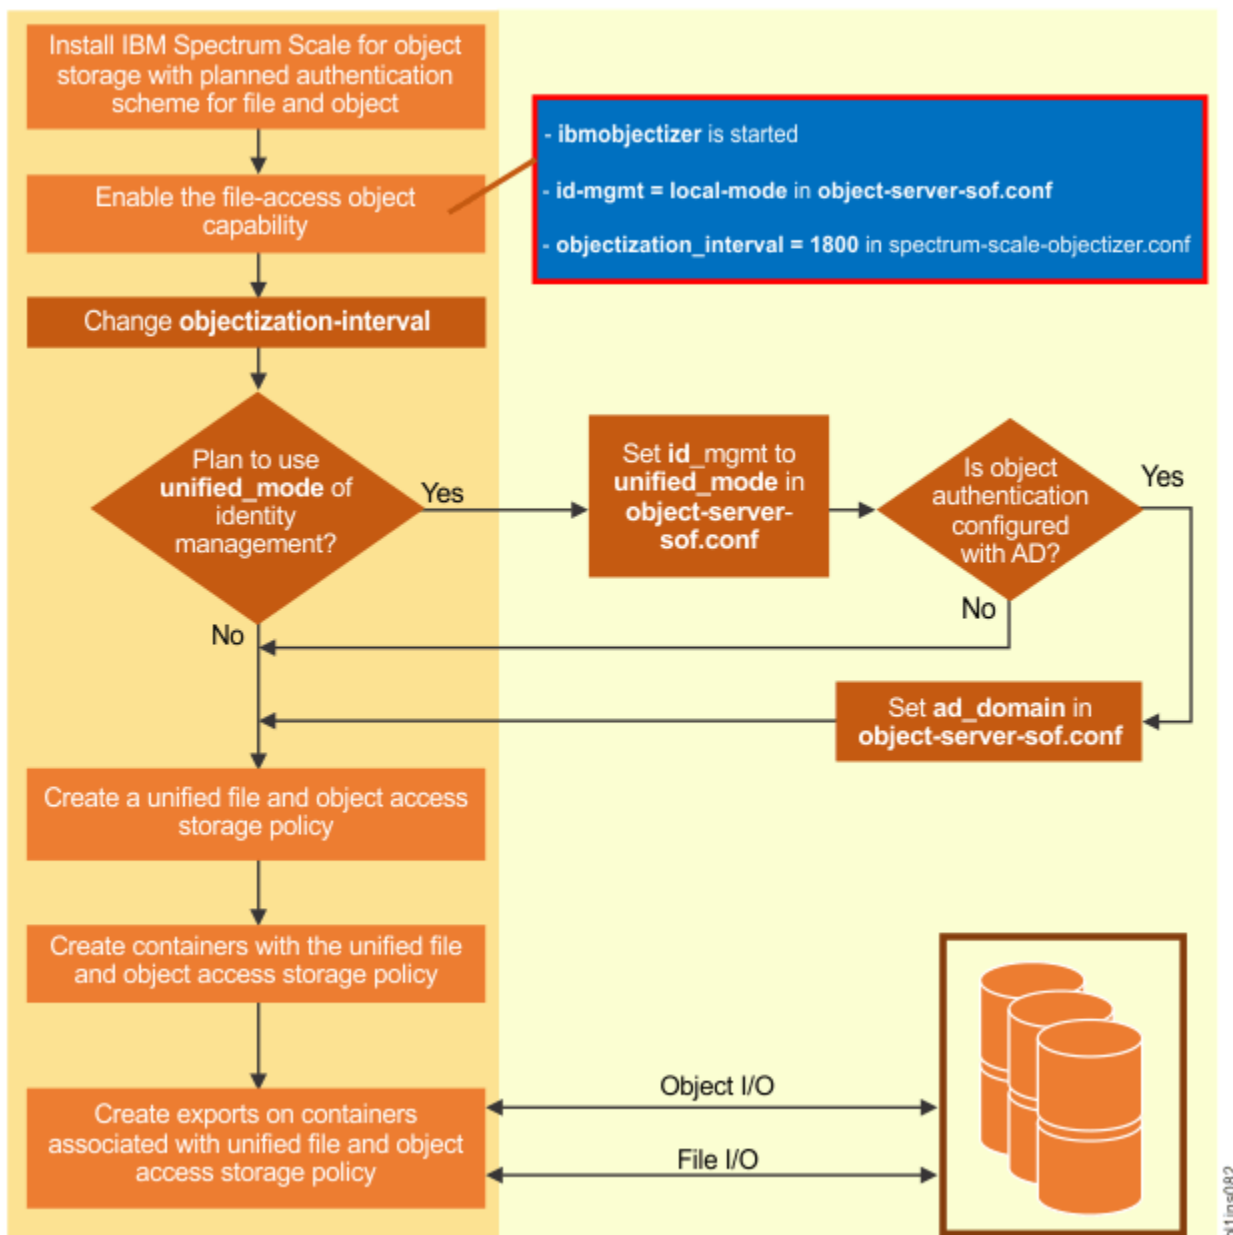 Install IBM Spectrum Scale for object
storage with planned authentication
scheme for file and object
- ibmobjectizer is started
- id-mgmt = local-mode in object-server-sof.conf
- objectization_interval = 1800 in spectrum-scale-objectizer.conf
Enable the file-access object
capability
Change objectization-interval
Plan to use
unified_mode of
identity
management?
Yes
Set id_mgmt to
unified_mode in
object-server-
sof.conf
Is object
authentication
configured
with AD?
Yes
No
No
Set ad_domain in
object-server-sof.conf
Create a unified file and object access
storage policy
Create containers with the unified file
and object access storage policy
Create exports on containers
associated with unified file and object
access storage policy
Object I/O
File I/O